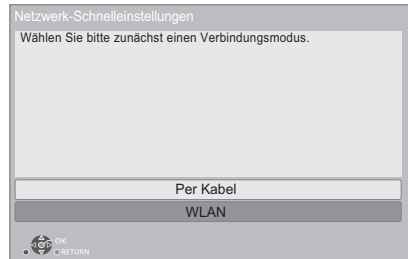 Netzwerk-Schnelleinstellungen
Wählen Sie bitte zunächst einen Verbindungsmodus.
Per Kabel
WLAN
OK
RETURN